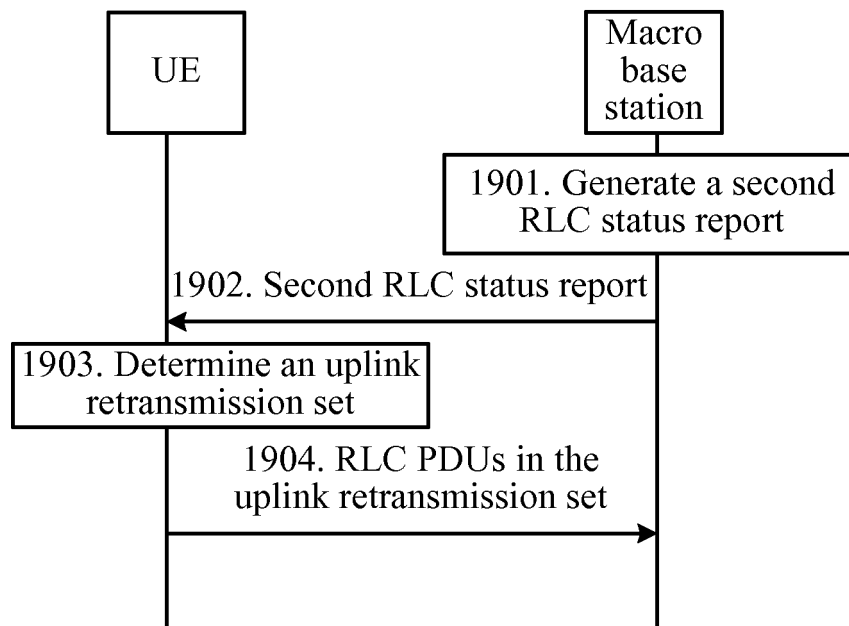 UE
Macro
base
station
1901. Generate a second
RLC status report
1902. Second RLC status report
1903. Determine an uplink
retransmission set
1904. RLC PDUs in the
uplink retransmission set